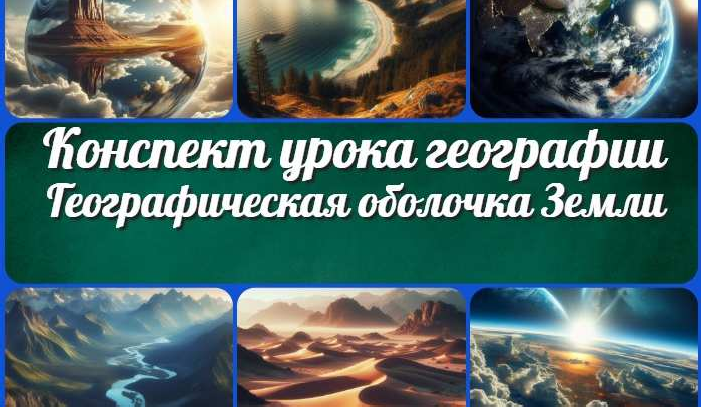 Конспект урока географии
Географическая оболочка Земли